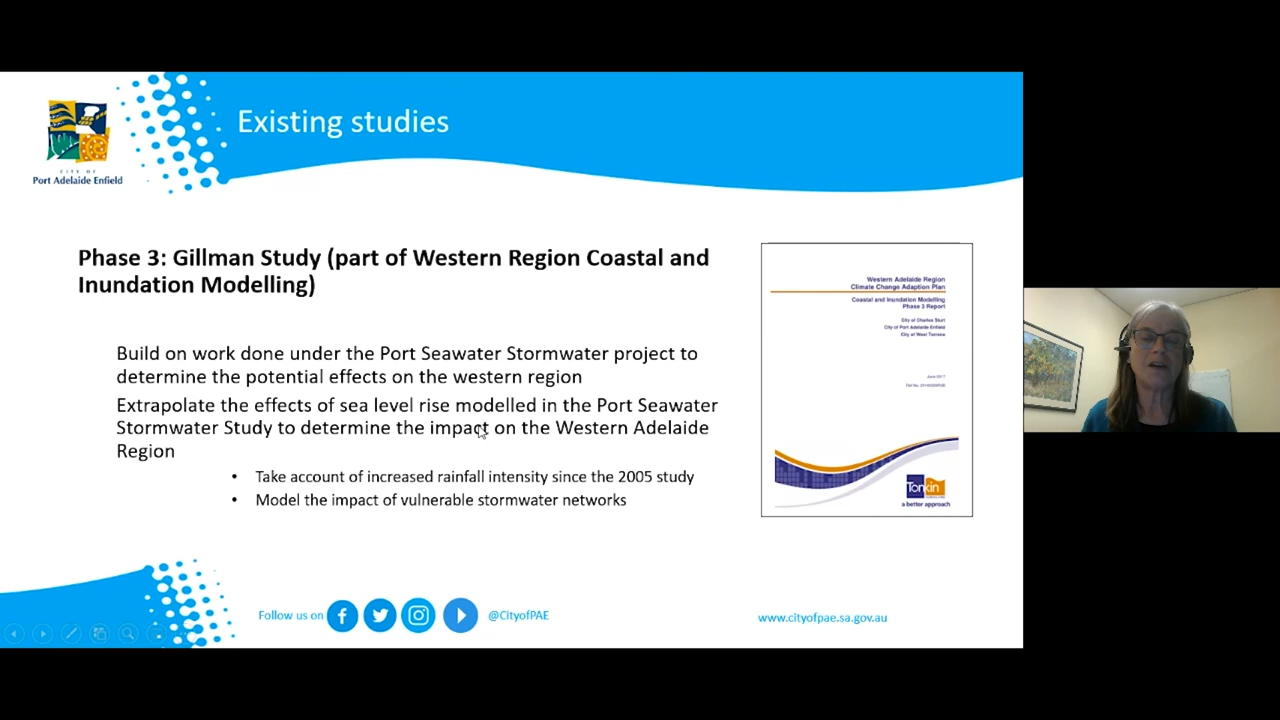 Existing studies
CITY OF
Port Adelaide Enfield
Phase 3: Gillman Study (part of Western Region Coastal and
Inundation Modelling)
Build on work done under the Port Seawater Stormwater project to
determine the potential effects on the western region
Extrapolate the effects of sea level rise modelled in the Port Seawater
Stormwater Study to determine the impact on the Western Adelaide
Region
• Take account of increased rainfall intensity since the 2005 study
• Model the impact of vulnerable stormwater networks
Western Adelaide Region
Climate Change Adaption Plan
Coastal and Inundation Modelling
Phase 3 Report
City of Charles Sturt
City of Port Adelaide Enfield
City of West Torrens
June 2017
Tonkin
a better approach
Follow us on
@CityofPAE
www.cityofpae.sa.gov.au